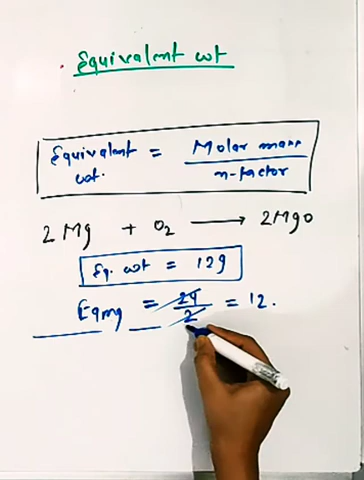 Equivalent wt
Equivalent wt. = Molar mass / n-factor
2 Mg + O₂ → 2MgO
Eq. wt = 12g
Eqmg = 24/2 = 12.